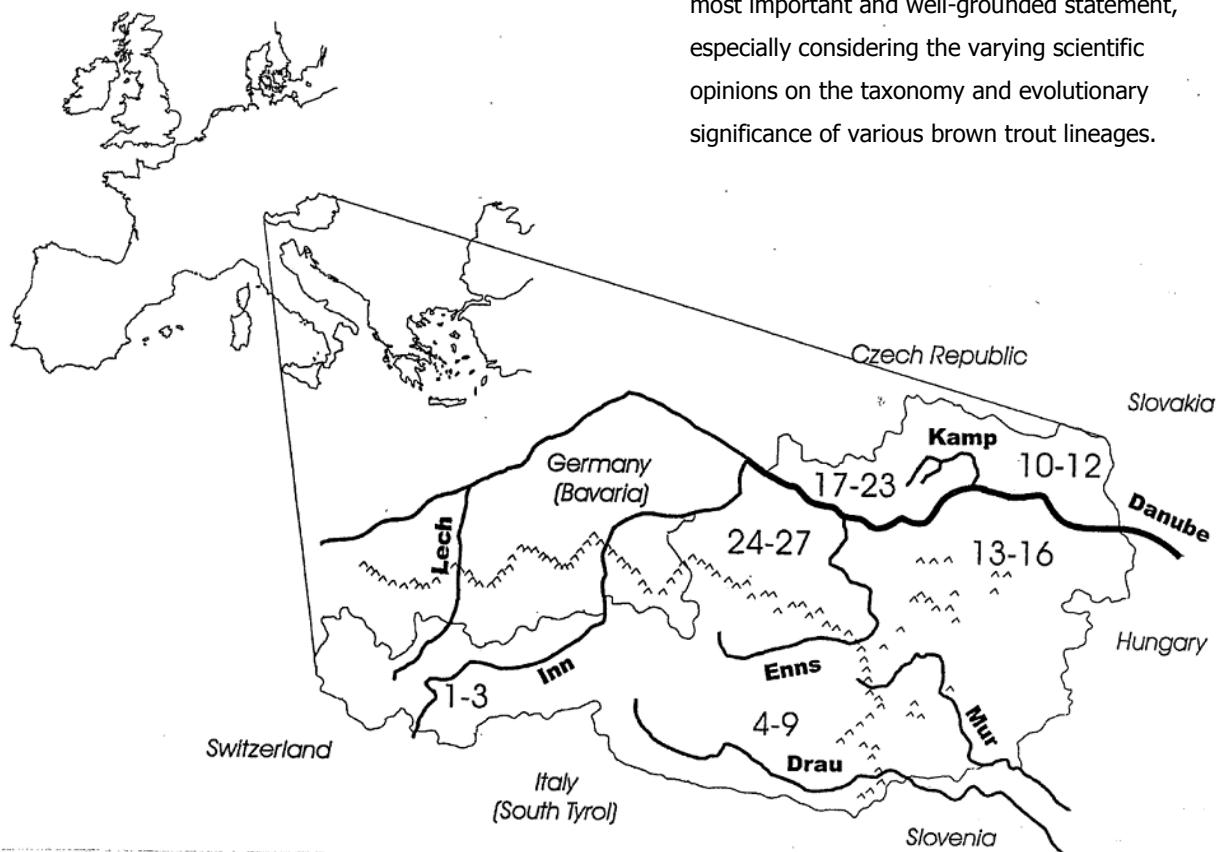 most important and well-grounded statement,
especially considering the varying scientific
opinions on the taxonomy and evolutionary
significance of various brown trout lineages.
Czech Republic
Slovakia
Kamp
Germany
(Bavaria)
10-12
17-23
Danube
Lech
24-27
13-16
Hungary
Inn
Enns
1-3
4-9
Mur
Switzerland
Drau
Italy
(South Tyrol)
Slovenia